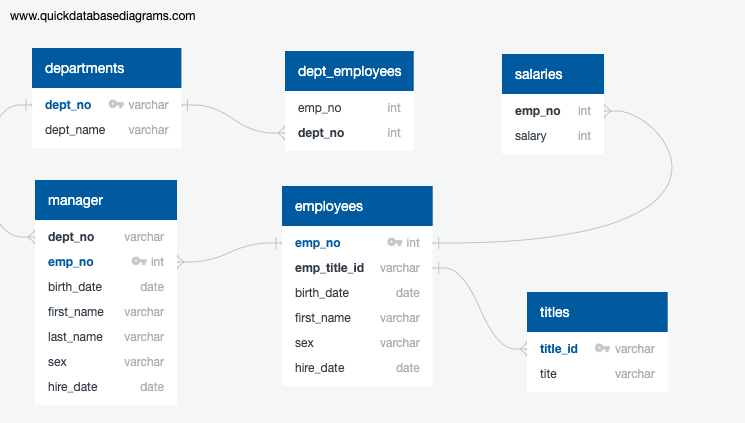 www.quickdatabasediagrams.com
departments
dept_no varchar
dept_name varchar
dept_employees
emp_no int
dept_no int
salaries
emp_no int
salary int
manager
dept_no varchar
emp_no int
birth_date date
first_name varchar
last_name varchar
sex varchar
hire_date date
employees
emp_no int
emp_title_id varchar
birth_date date
first_name varchar
sex varchar
hire_date date
titles
title_id varchar
tite varchar